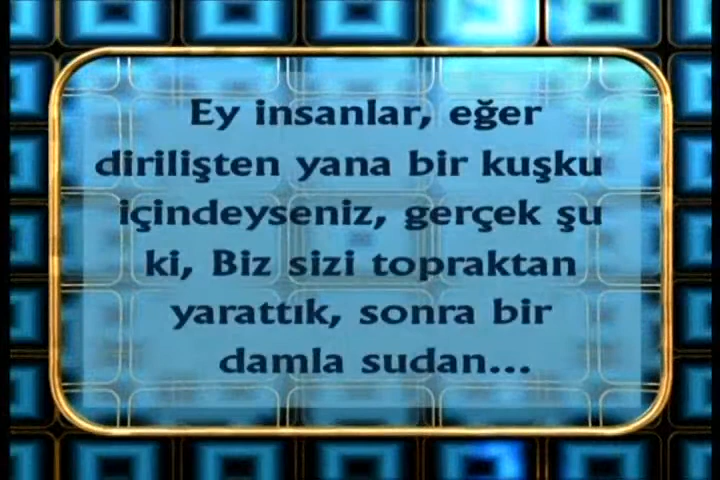 Ey insanlar, eğer
dirilişten yana bir kuşku
içindeyseniz, gerçek şu
ki, Biz sizi topraktan
yarattık, sonra bir
damla sudan...